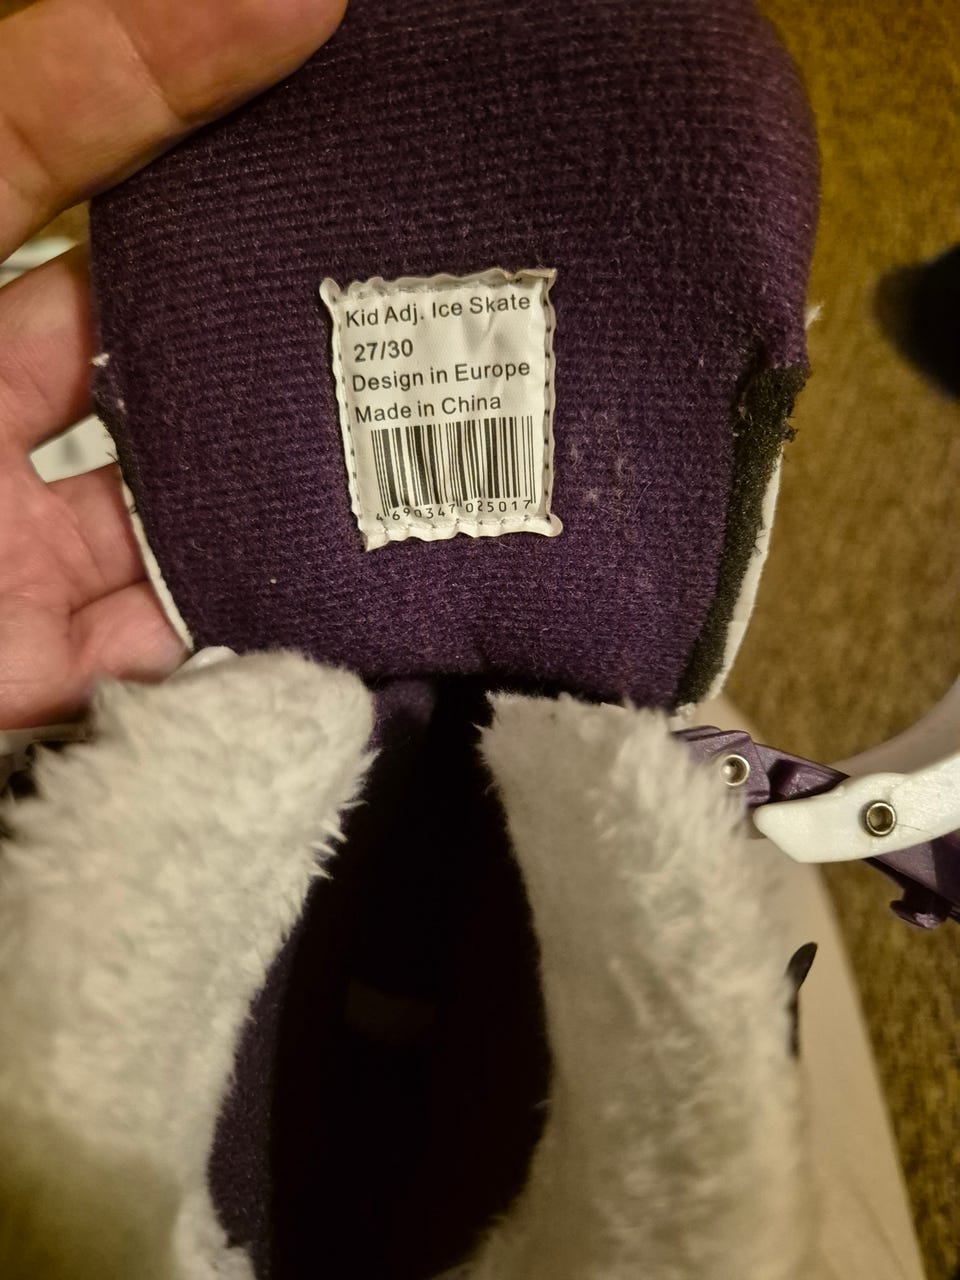 Kid Adj. Ice Skate
27/30
Design in Europe
Made in China
4 690347 025017